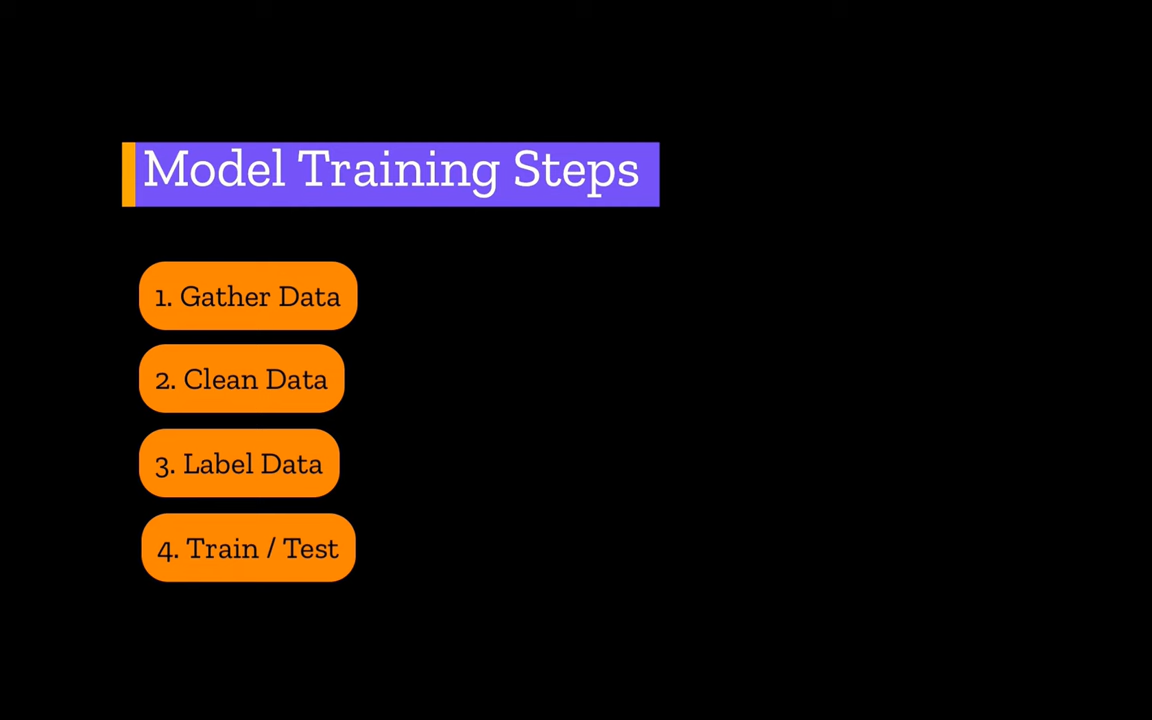 Model Training Steps
1. Gather Data
2. Clean Data
3. Label Data
4. Train / Test